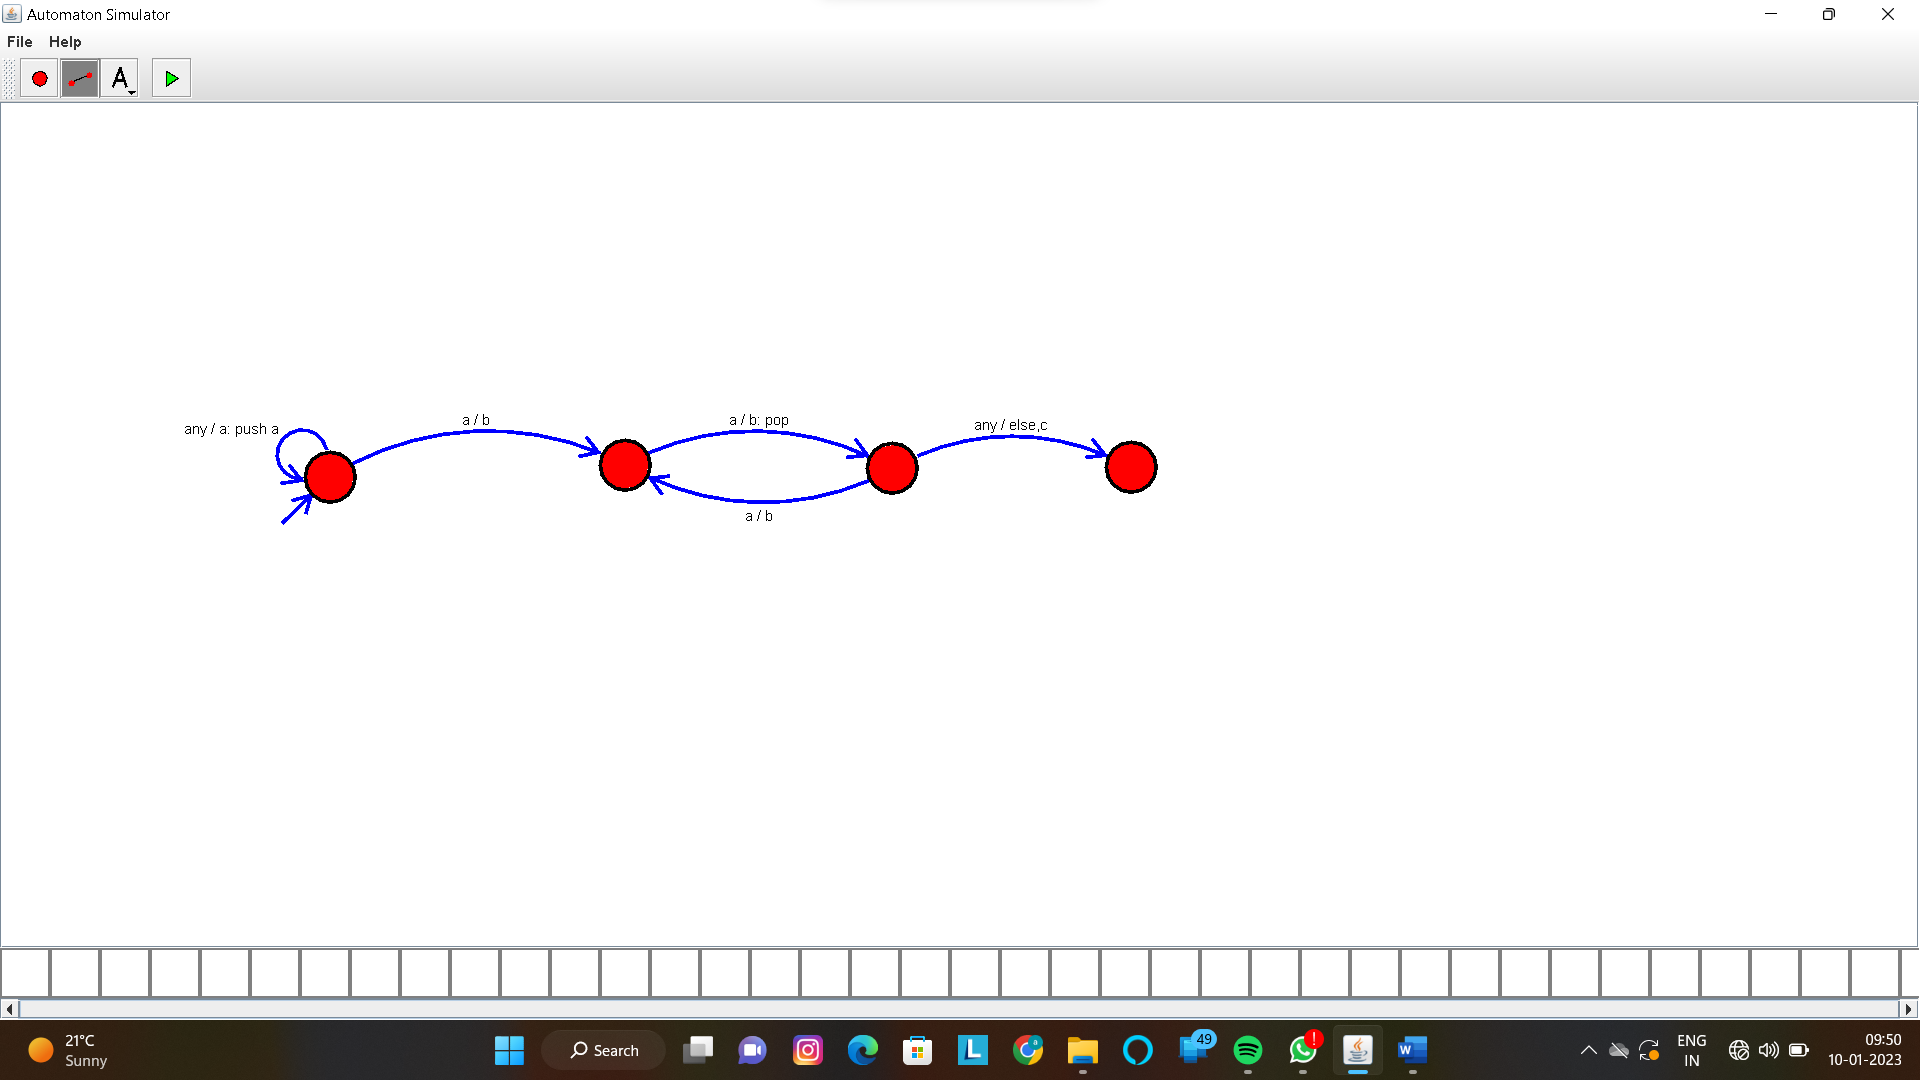 Automaton Simulator
File Help
A
any / a: push a
a / b
a / b: pop
any / else,c
a / b
21°C
Sunny
Search
L
a
49
!
W
ENG
IN
09:50
10-01-2023